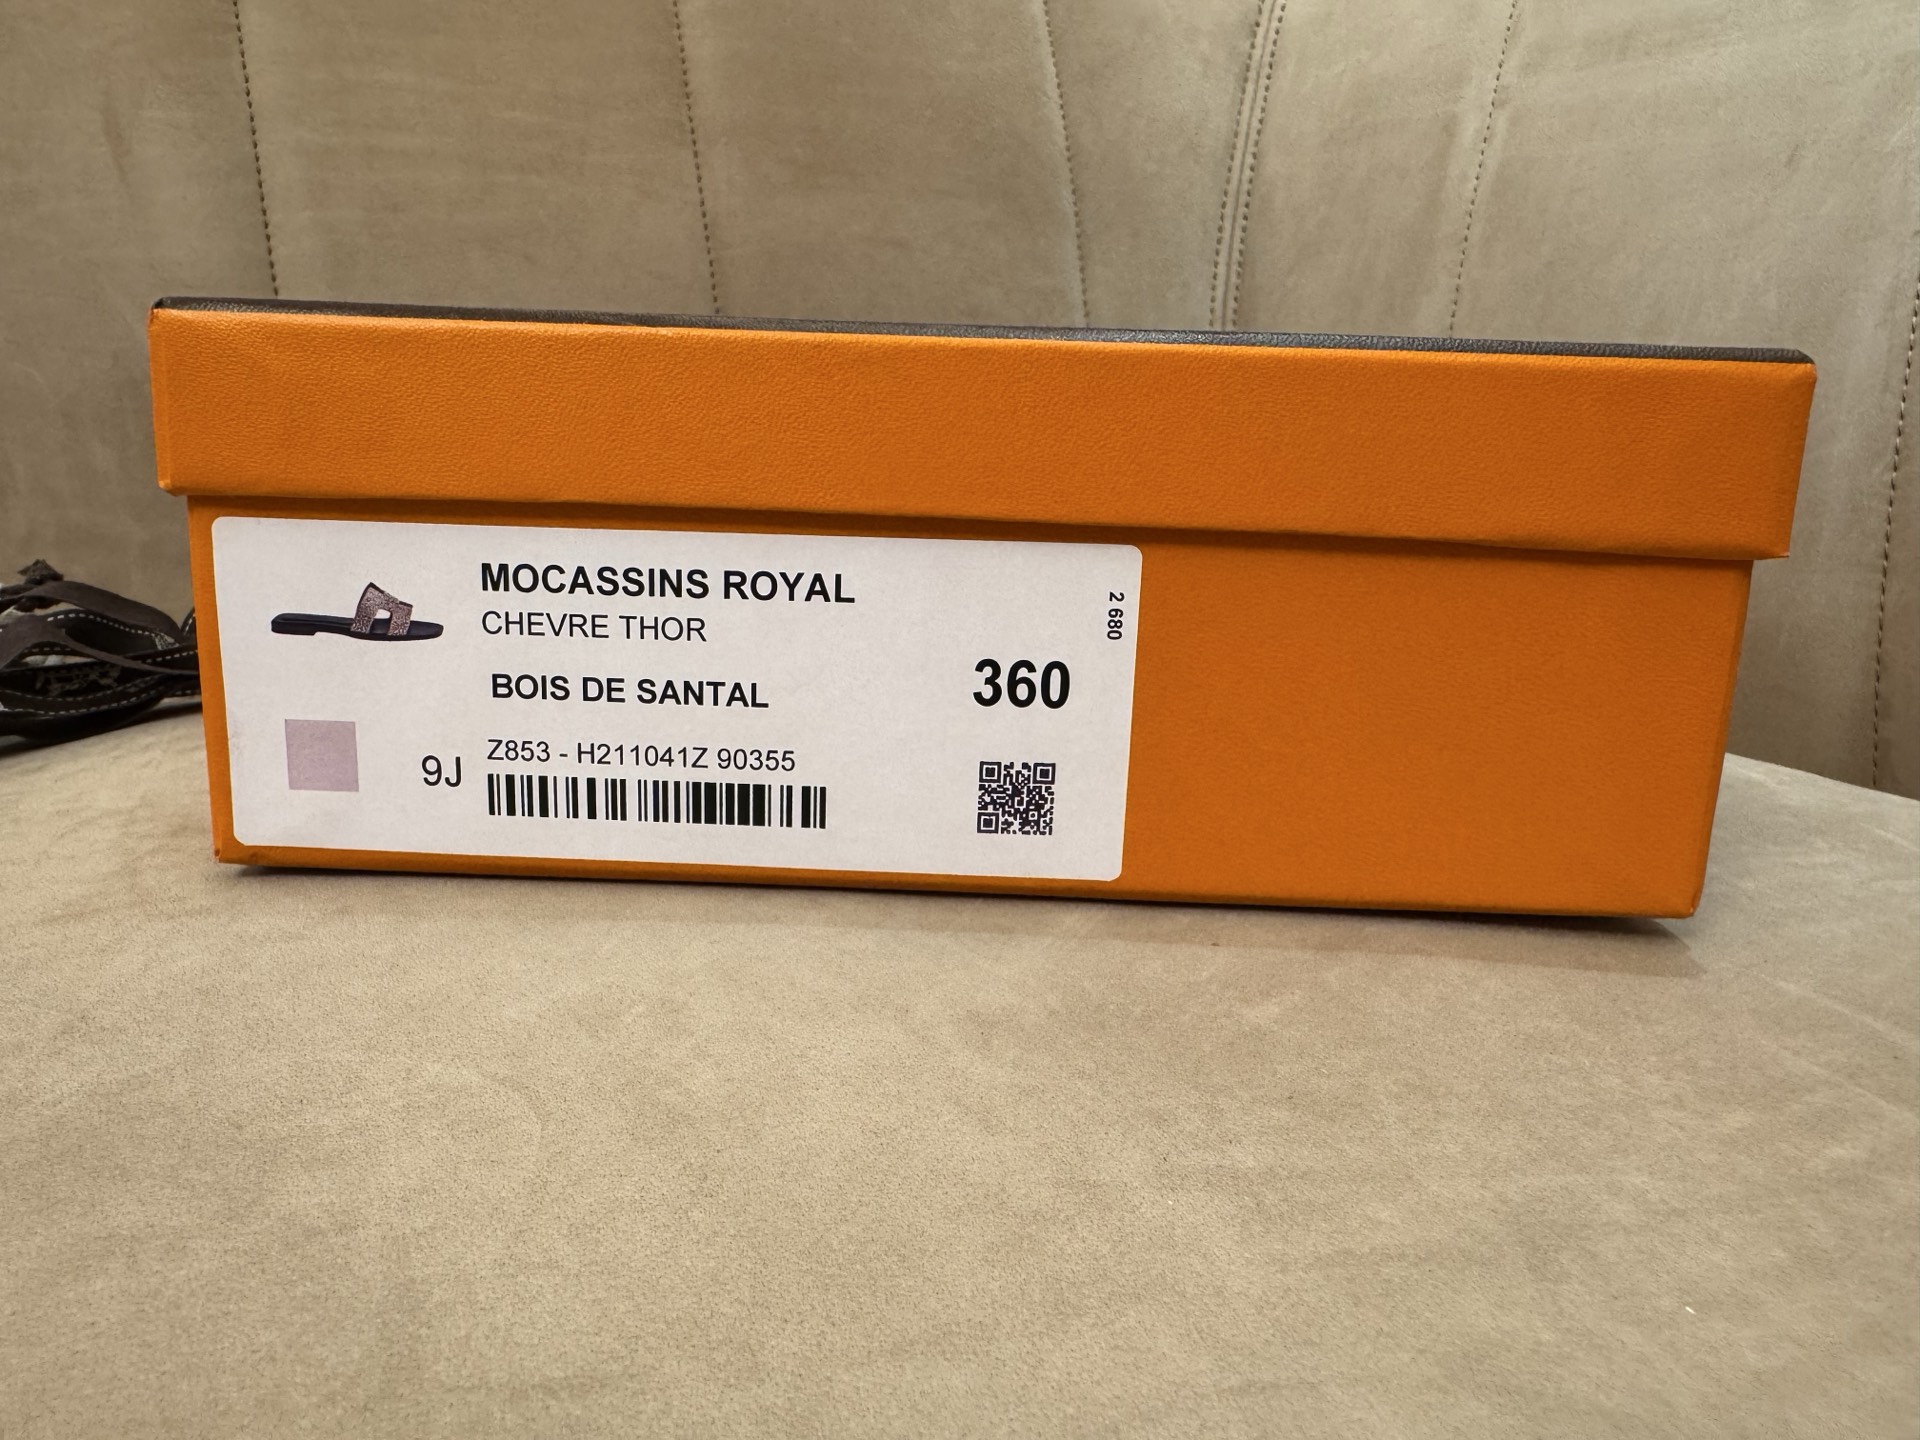 MOCASSINS ROYAL
CHEVRE THOR
BOIS DE SANTAL
360
2 680
9J
Z853 - H211041Z 90355